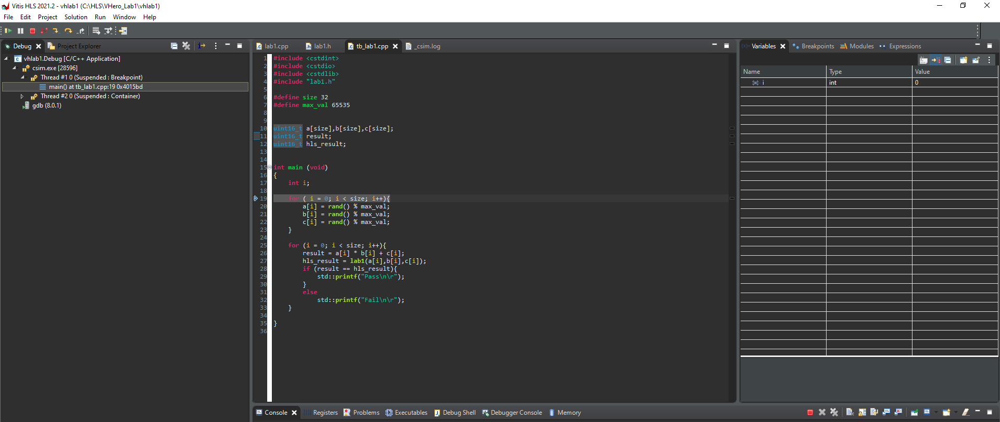 Vitis HLS 2021.2 - vhlab1 (C:\HLS\VHero_Lab1\vhlab1)
File Edit Project Solution Run Window Help
Debug Project Explorer
vhlab1.Debug [C/C++ Application]
csim.exe [28596]
Thread #1 0 (Suspended : Breakpoint)
main() at tb_lab1.cpp:19 0x4015bd
Thread #2 0 (Suspended : Container)
gdb (8.0.1)
lab1.cpp lab1.h tb_lab1.cpp _csim.log
1 #include <cstdint>
2 #include <cstdio>
3 #include <cstdlib>
4 #include "lab1.h"
5
6 #define size 32
7 #define max_val 65535
8
9
10 uint16_t a[size],b[size],c[size];
11 uint16_t result;
12 uint16_t hls_result;
13
14
15 int main (void)
16 {
17 int i;
18
19 for ( i = 0; i < size; i++){
20 a[i] = rand() % max_val;
21 b[i] = rand() % max_val;
22 c[i] = rand() % max_val;
23 }
24
25 for (i = 0; i < size; i++){
26 result = a[i] * b[i] + c[i];
27 hls_result = lab1(a[i],b[i],c[i]);
28 if (result == hls_result){
29 std::printf("Pass\n\r");
30 }
31 else
32 std::printf("Fail\n\r");
33 }
34
35 }
36
Variables Breakpoints Modules Expressions
Name Type Value
i int 0
Console Registers Problems Executables Debug Shell Debugger Console Memory